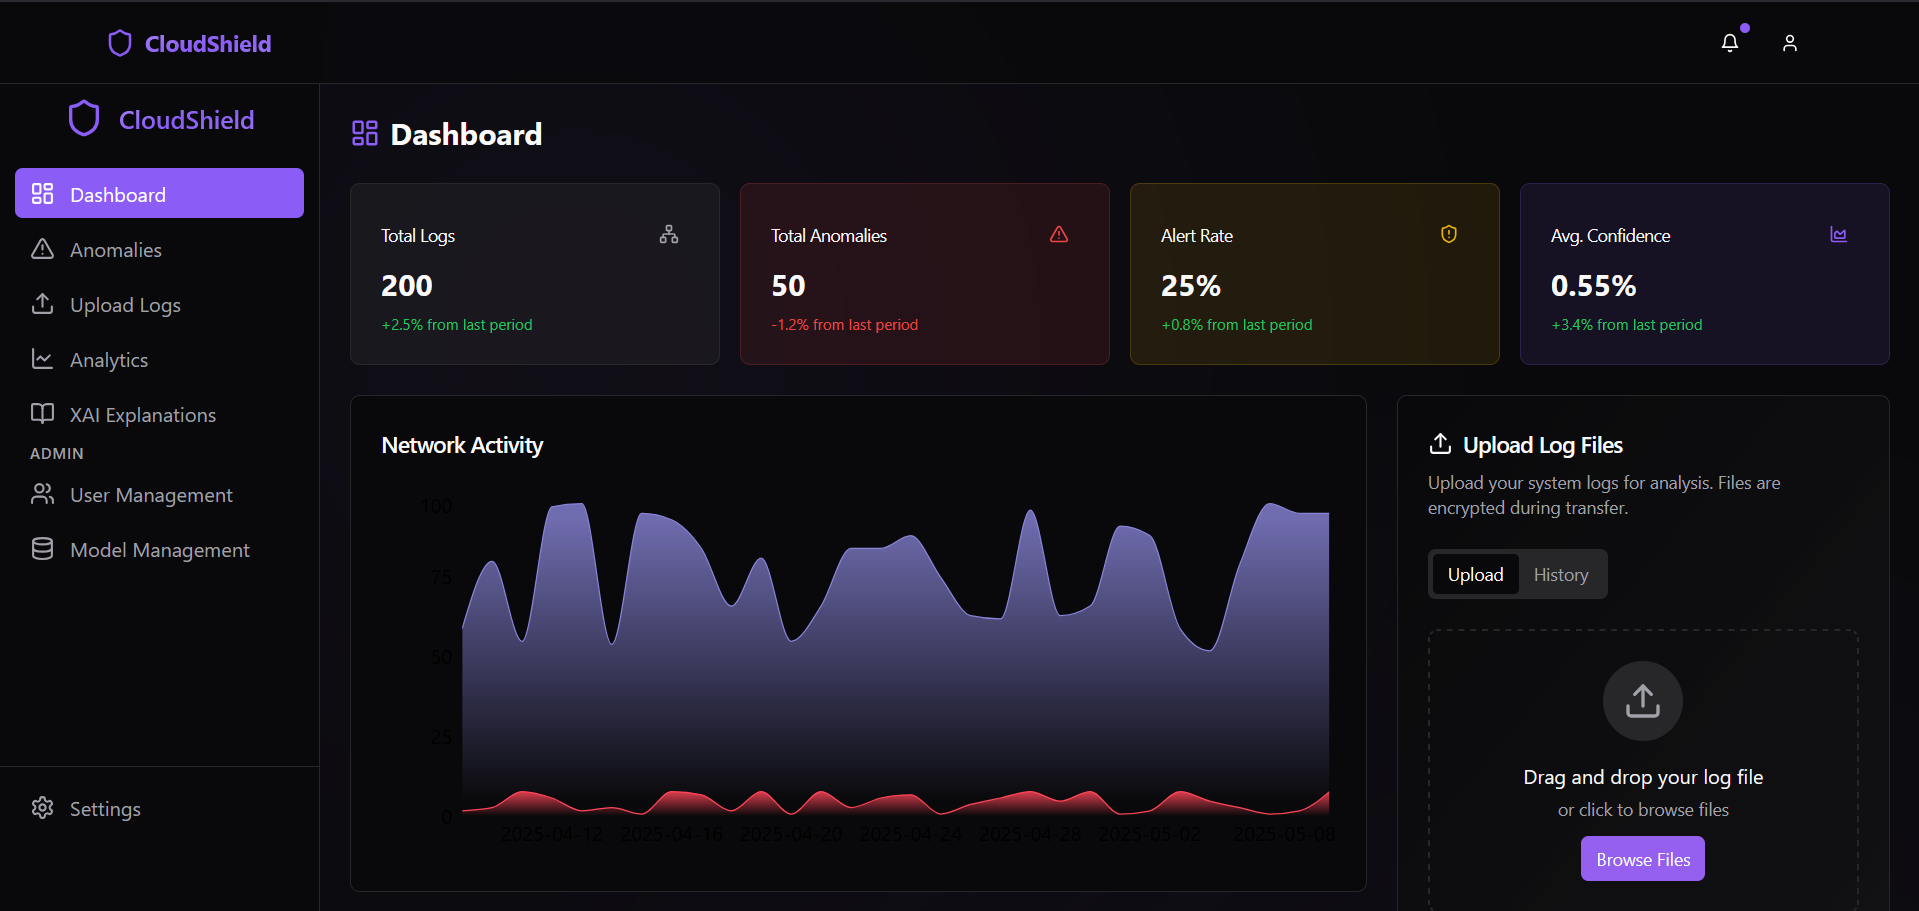 CloudShield
CloudShield
Dashboard
Anomalies
Upload Logs
Analytics
XAI Explanations
ADMIN
User Management
Model Management
Settings
Dashboard
Total Logs
200
+2.5% from last period
Total Anomalies
50
-1.2% from last period
Alert Rate
25%
+0.8% from last period
Avg. Confidence
0.55%
+3.4% from last period
Network Activity
100
75
50
25
0
2025-04-12 2025-04-16 2025-04-20 2025-04-24 2025-04-28 2025-05-02 2025-05-08
Upload Log Files
Upload your system logs for analysis. Files are
encrypted during transfer.
Upload History
Drag and drop your log file
or click to browse files
Browse Files